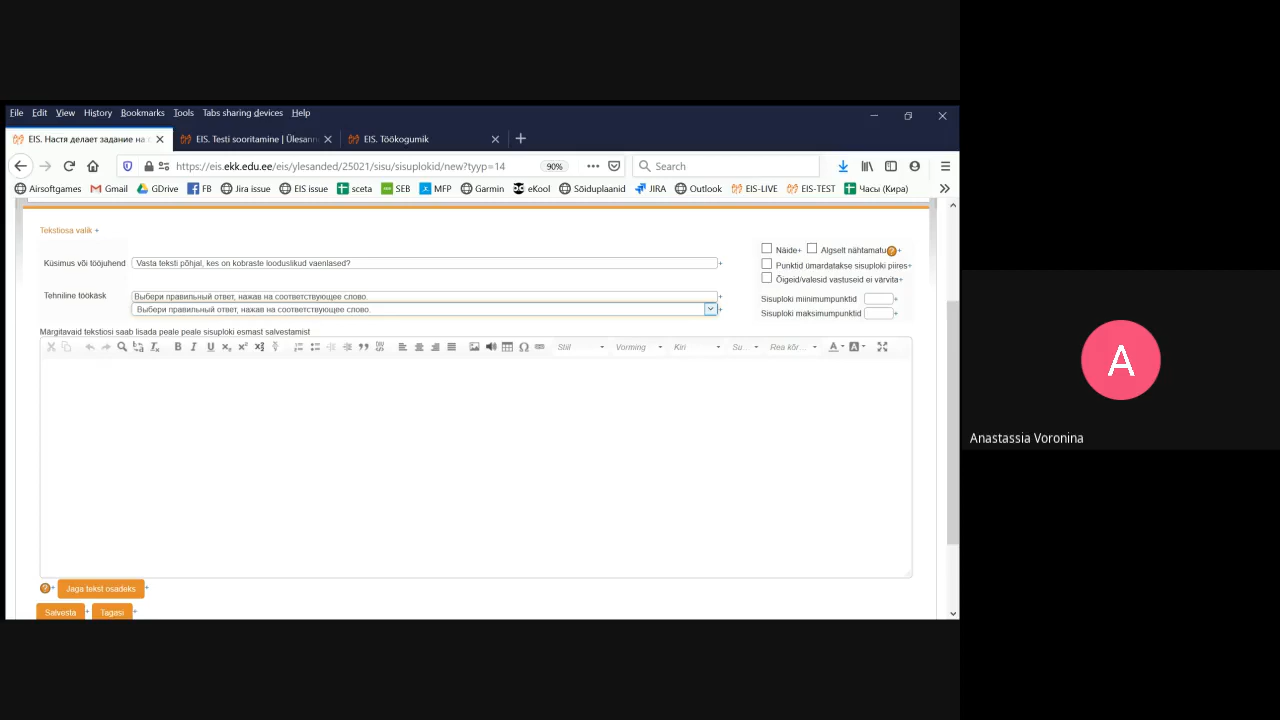 File Edit View History Bookmarks Tools Tabs sharing devices Help
EIS. Настя делает задание на с EIS. Testi sooritamine | Ülesann EIS. Töökogumik
https://eis.ekk.edu.ee/eis/ylesanded/25021/sisu/sisuplokid/new?tyyp=14 90% Search
Airsoftgames Gmail GDrive FB Jira issue EIS issue sceta SEB MFP Garmin eKool Sõiduplaanid JIRA Outlook EIS-LIVE EIS-TEST Часы (Кира)
Tekstiosa valik +
Näide+ Algselt nähtamatu ?+
Küsimus või tööjuhend Vasta teksti põhjal, kes on kobraste looduslikud vaenlased? +
Punktid ümardatakse sisuploki piires+
Õigeid/valesid vastuseid ei värvita+
Tehniline töökäsk Выбери правильный ответ, нажав на соответствующее слово. +
Sisuploki miinimumpunktid +
Выбери правильный ответ, нажав на соответствующее слово. +
Sisuploki maksimumpunktid +
Märgitavaid tekstiosi saab lisada peale peale sisuploki esmast salvestamist
B I U x₂ x² Stiil Vorming Kiri Su... Rea kõr... A A
?+ Jaga tekst osadeks +
Salvesta + Tagasi +
A
Anastassia Voronina